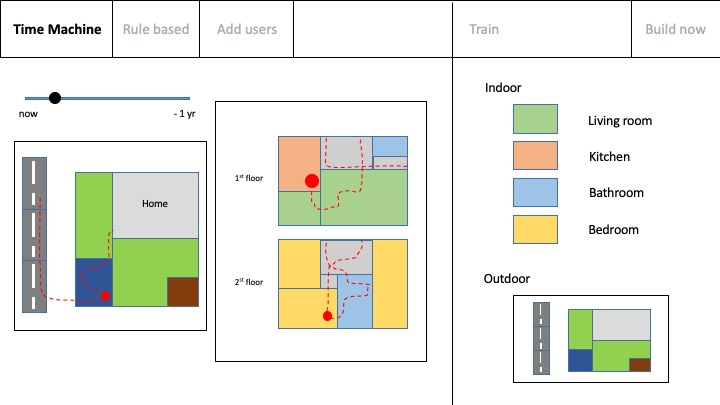 Time Machine
Rule based
Add users
Train
Build now
now
- 1 yr
Home
1st floor
2st floor
Indoor
Living room
Kitchen
Bathroom
Bedroom
Outdoor